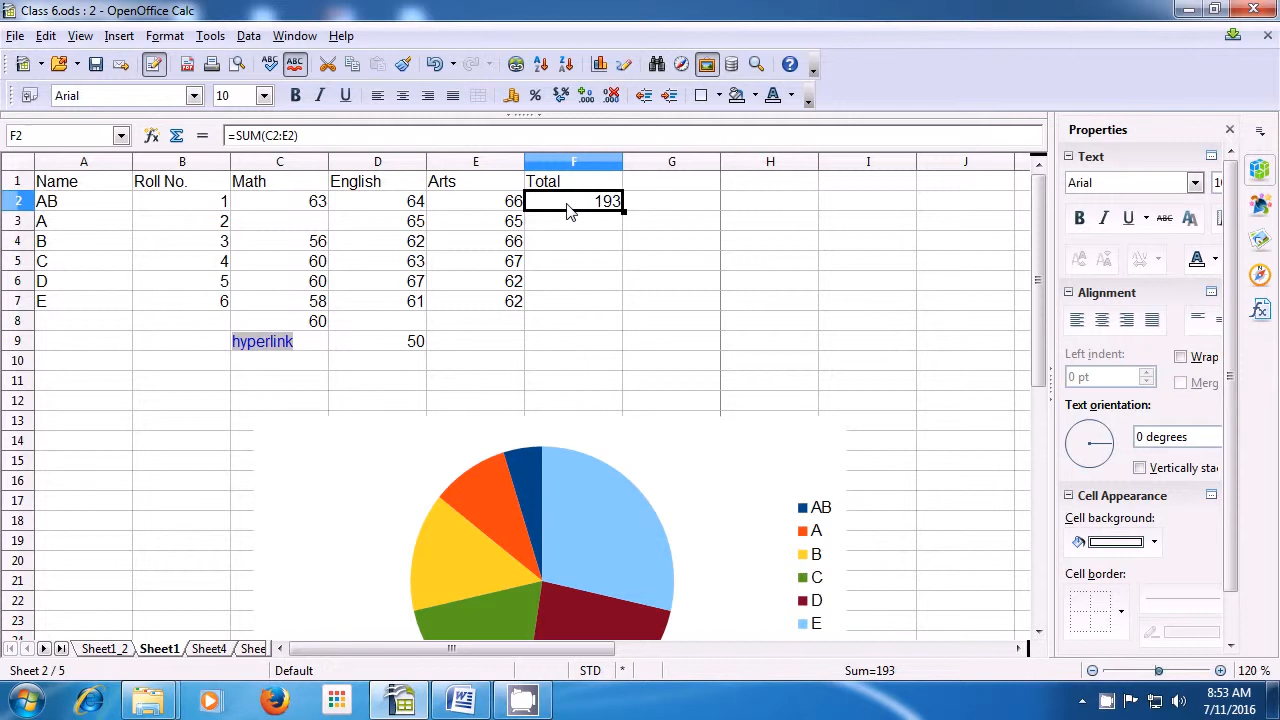 Class 6.ods : 2 - OpenOffice Calc
File Edit View Insert Format Tools Data Window Help
Arial 10
F2 =SUM(C2:E2)
A B C D E F G H I J
1 Name Roll No. Math English Arts Total
2 AB 1 63 64 66 193
3 A 2 65 65
4 B 3 56 62 66
5 C 4 60 63 67
6 D 5 60 67 62
7 E 6 58 61 62
8 60
9 hyperlink 50
10
11
12
13
14
15
16
17
18
19
20
21
22
23
AB
A
B
C
D
E
Properties
Text
Arial
Alignment
Left indent: Wrap
0 pt Merg
Text orientation:
0 degrees
Vertically sta
Cell Appearance
Cell background:
Cell border:
Sheet1_2 Sheet1 Sheet4 Shee
Sheet 2 / 5 Default STD * Sum=193 120 %
8:53 AM
7/11/2016